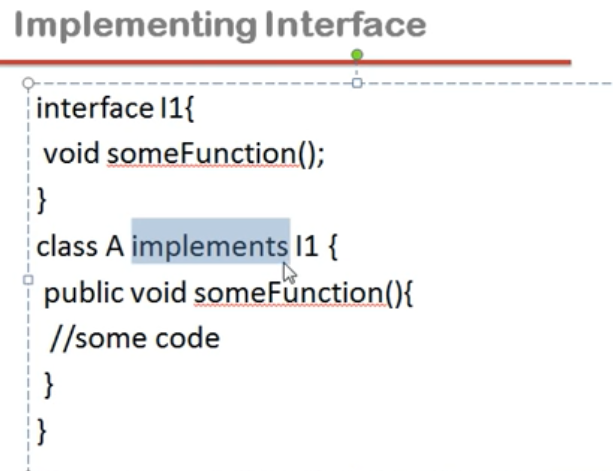 Implementing Interface
interface I1{
void someFunction();
}
class A implements I1 {
public void someFunction(){
//some code
}
}